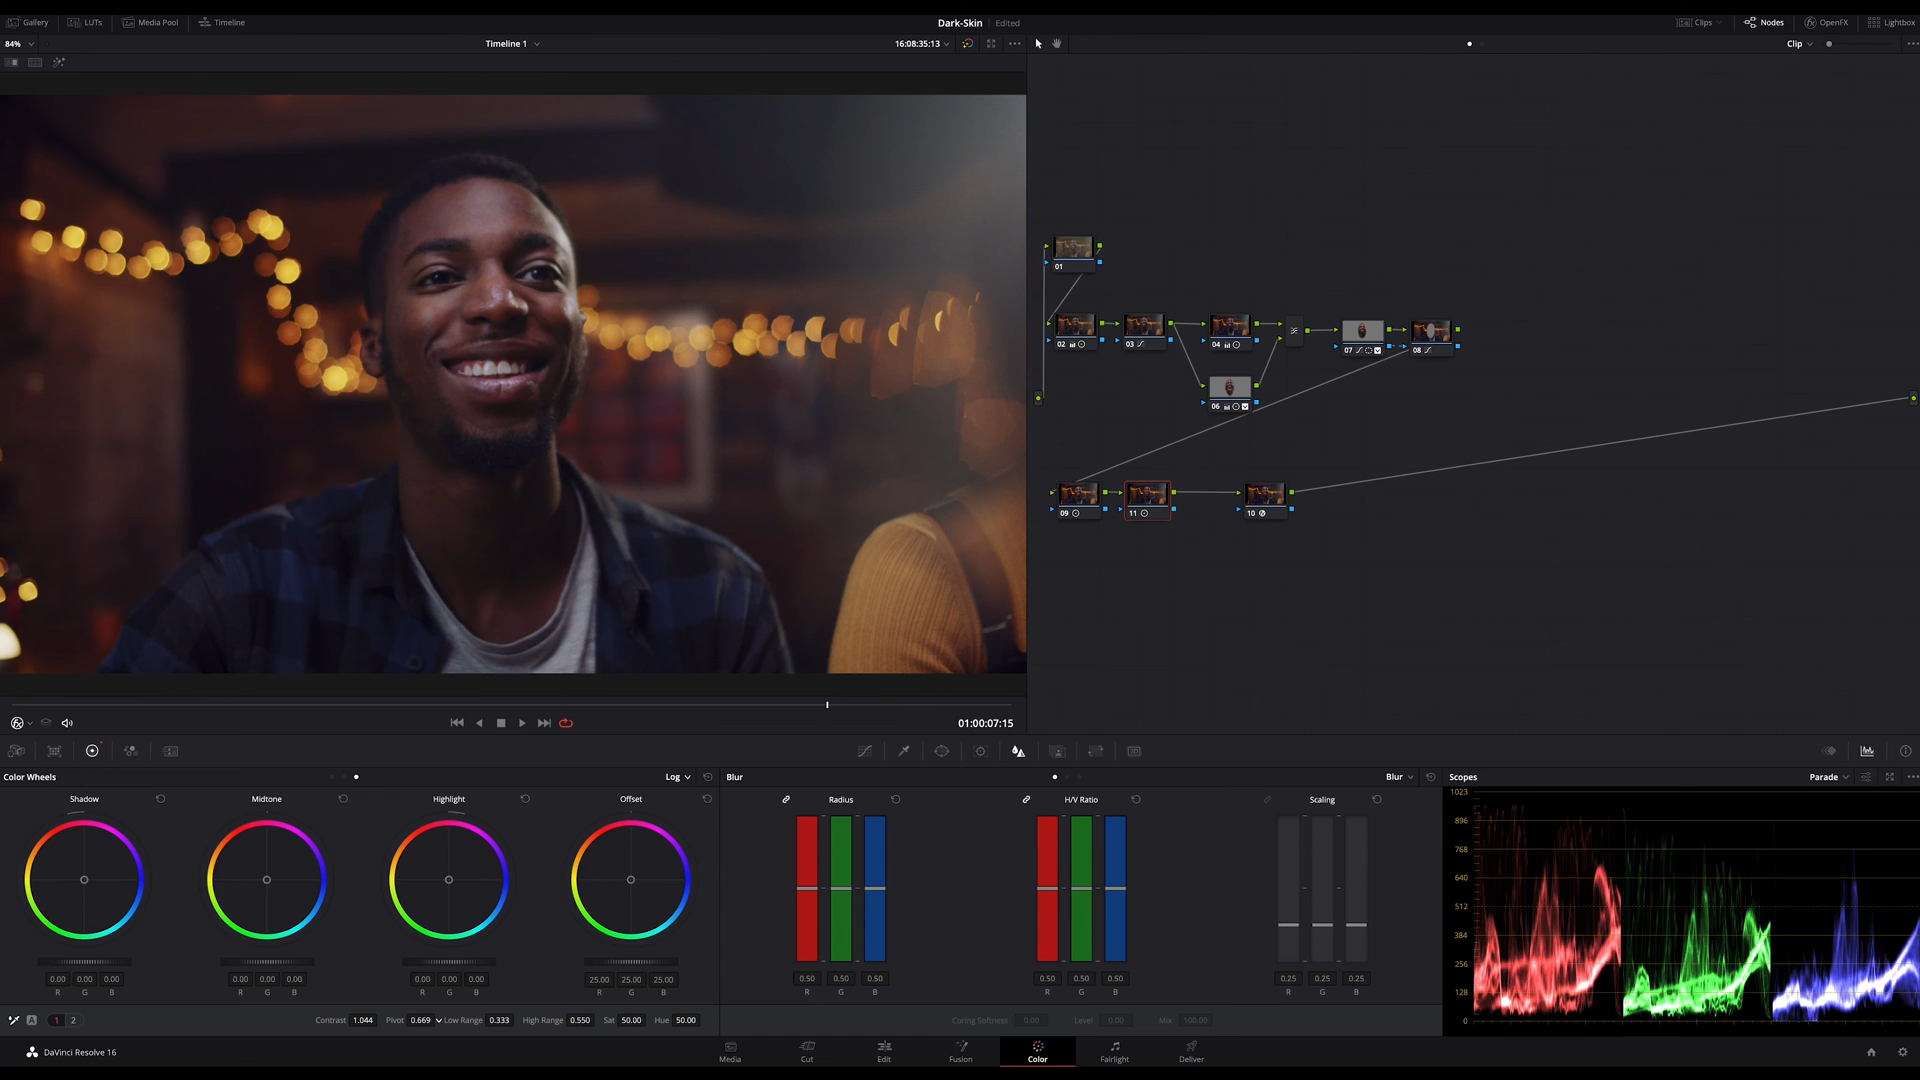 Gallery LUTs Media Pool Timeline Dark-Skin Edited Clips Nodes OpenFX Lightbox
84% Timeline 1 16:08:35:13 Clip
01
02 03 04 07 08
06
09 11 10
01:00:07:15
Color Wheels Log Blur Blur Scopes Parade
Shadow Midtone Highlight Offset Radius H/V Ratio Scaling
1023
896
768
640
512
384
256
128
0
0.00 0.00 0.00 0.00 0.00 0.00 0.00 0.00 0.00 25.00 25.00 25.00 0.50 0.50 0.50 0.50 0.50 0.50 0.25 0.25 0.25
R G B R G B R G B R G B R G B R G B R G B
A 1 2 Contrast 1.044 Pivot 0.669 Low Range 0.333 High Range 0.550 Sat 50.00 Hue 50.00 Coring Softness 0.00 Level 0.00 Mix 100.00
DaVinci Resolve 16 Media Cut Edit Fusion Color Fairlight Deliver